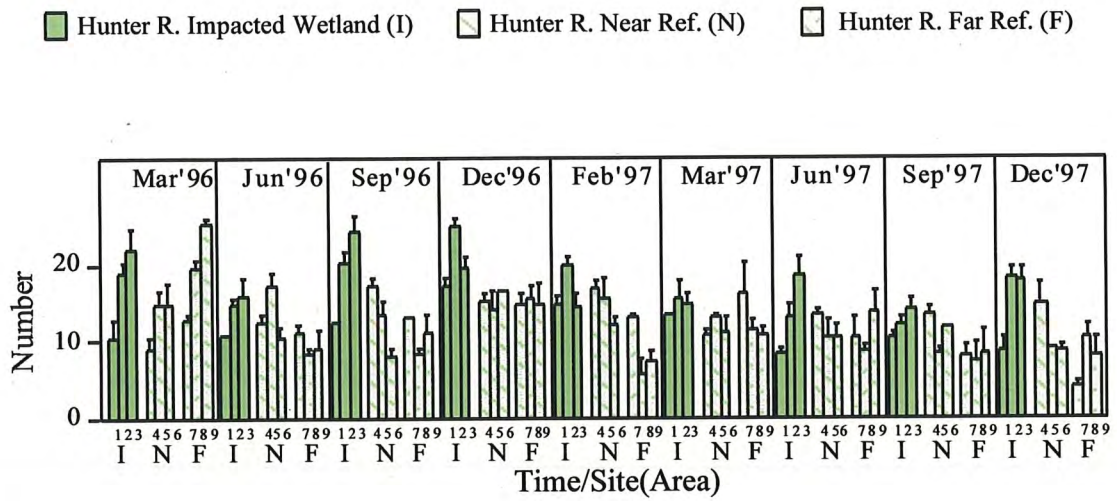 Hunter R. Impacted Wetland (I) Hunter R. Near Ref. (N) Hunter R. Far Ref. (F)
Mar'96 Jun'96 Sep'96 Dec'96 Feb'97 Mar'97 Jun'97 Sep'97 Dec'97
Number
20
10
0
123 456 789 123 456 789 123 456 789 123 456 789 123 456 7 89 1 23 456 789 123 456 789 123 456 789 123 456 789
I N F I N F I N F I N F I N F I N F I N F I N F I N F
Time/Site(Area)